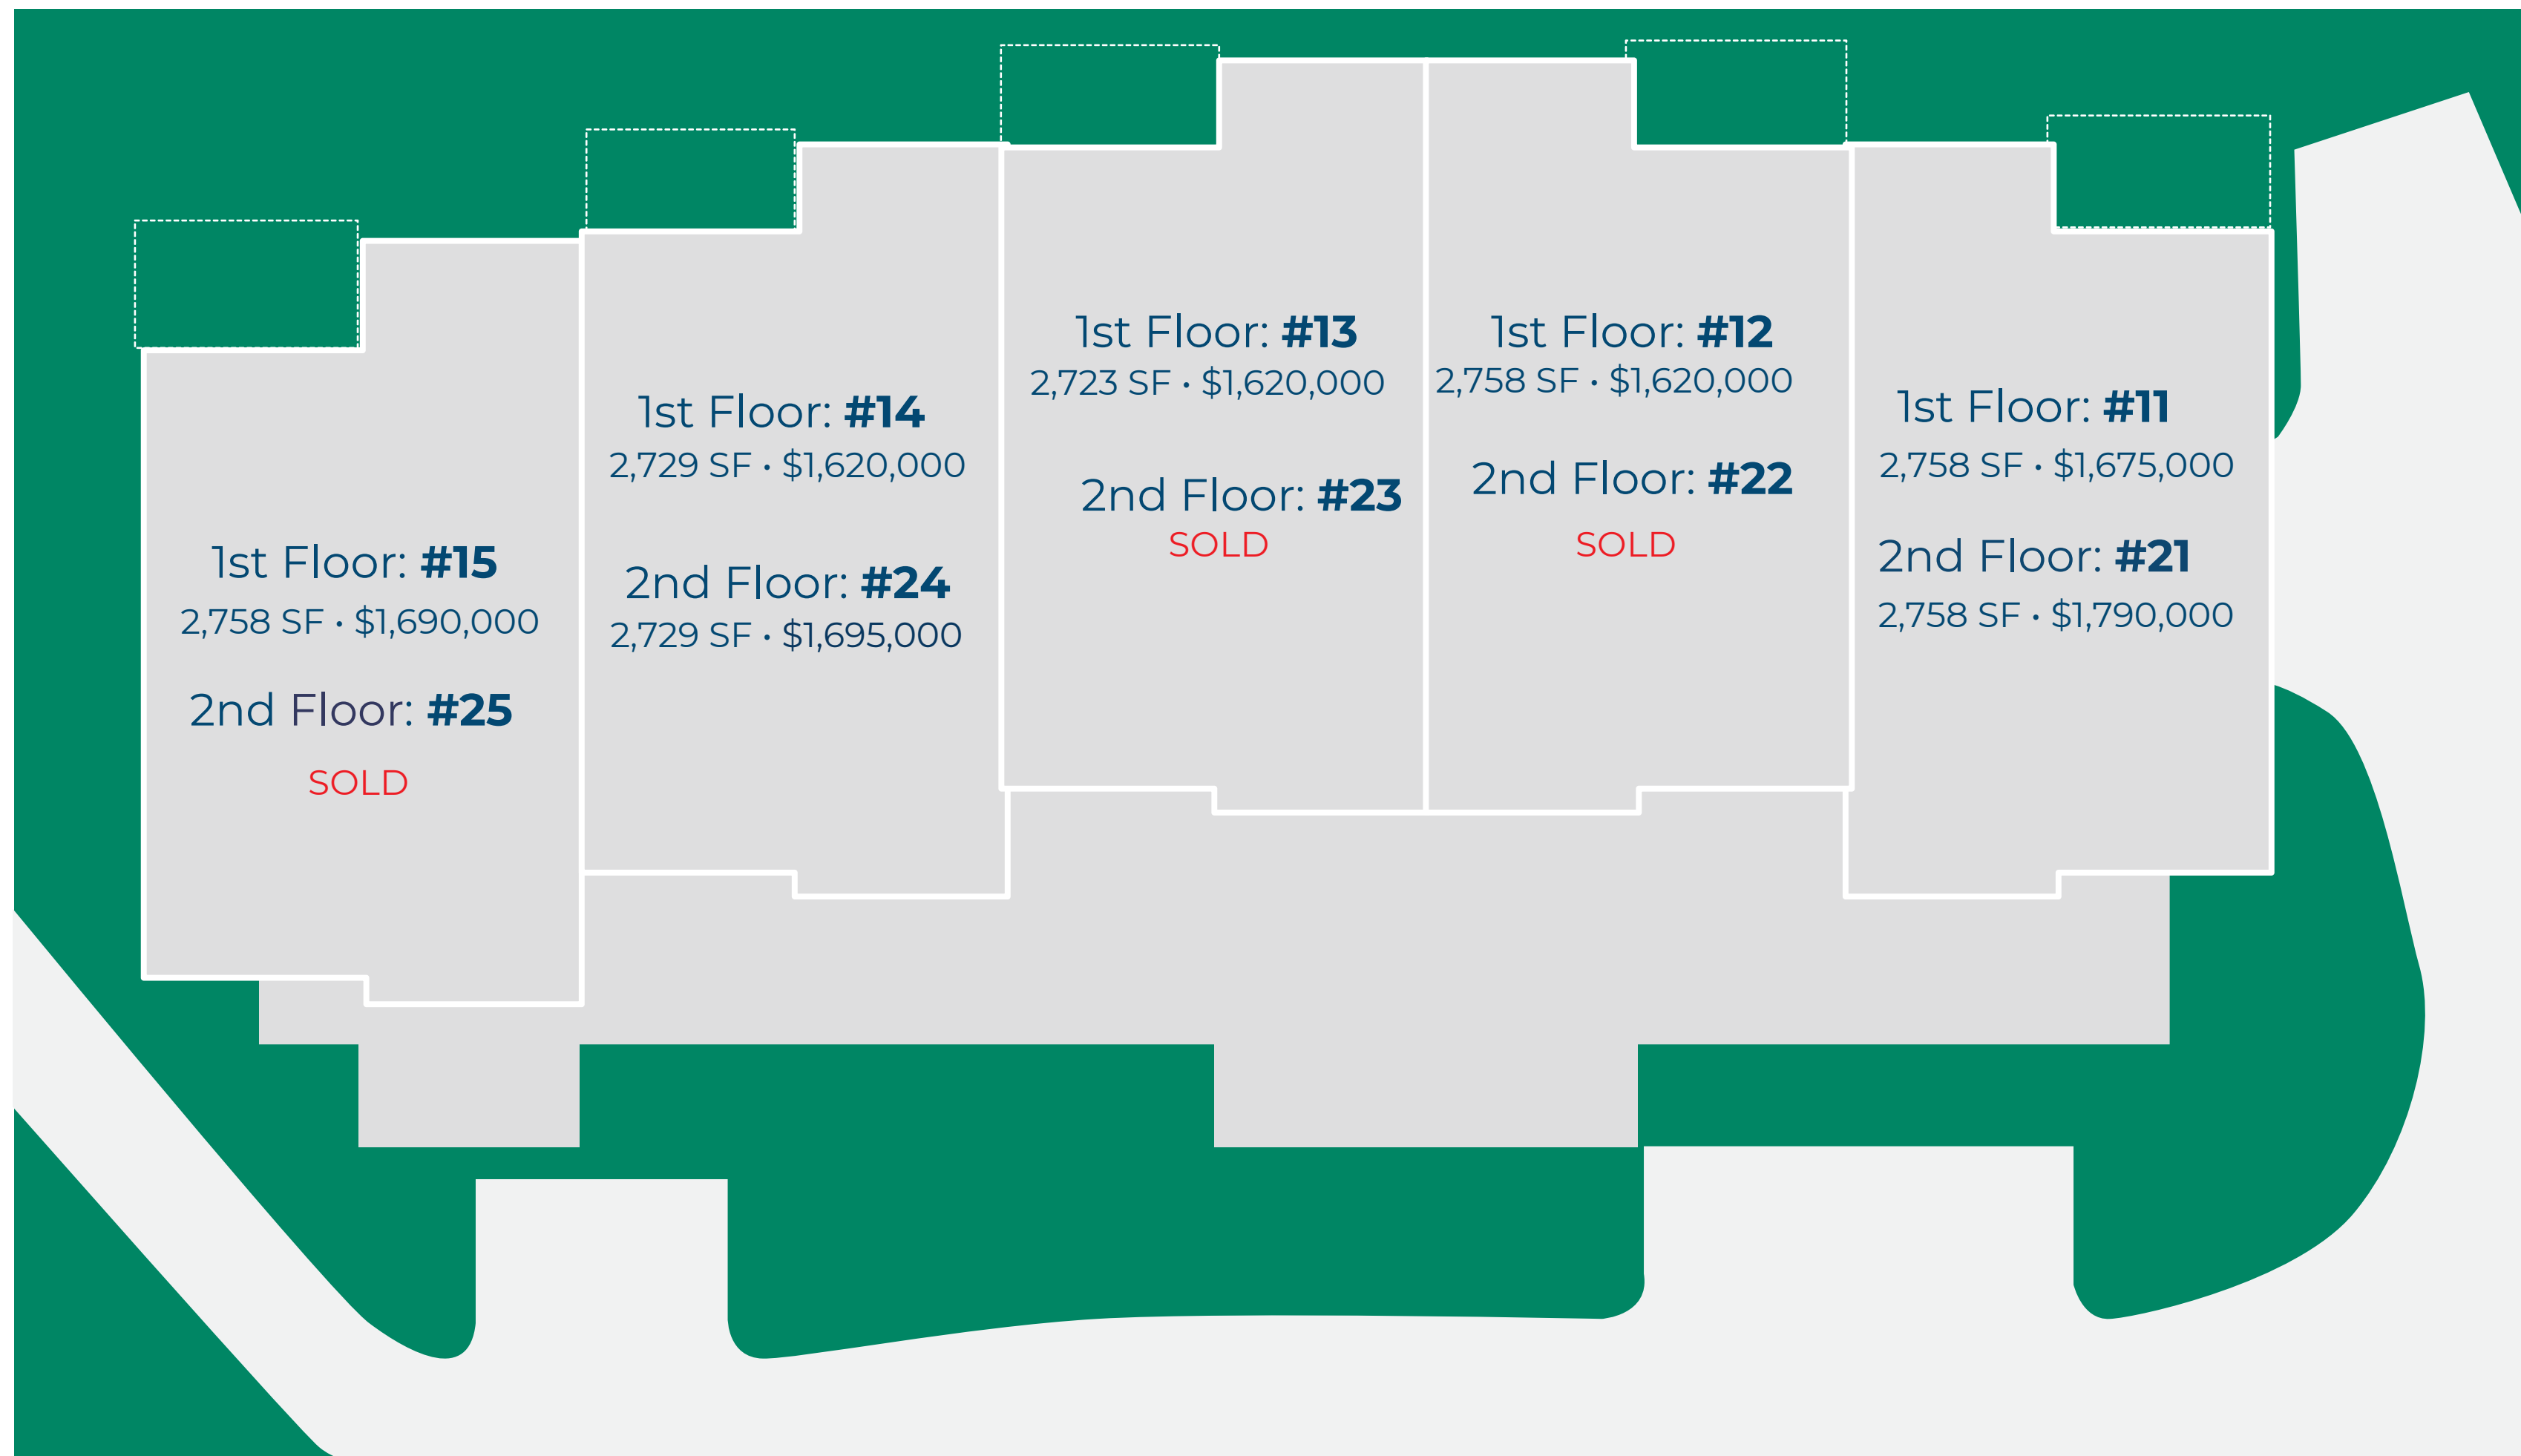 1st Floor: #15
2,758 SF • $1,690,000
2nd Floor: #25
SOLD
1st Floor: #14
2,729 SF • $1,620,000
2nd Floor: #24
2,729 SF • $1,695,000
1st Floor: #13
2,723 SF • $1,620,000
2nd Floor: #23
SOLD
1st Floor: #12
2,758 SF • $1,620,000
2nd Floor: #22
SOLD
1st Floor: #11
2,758 SF • $1,675,000
2nd Floor: #21
2,758 SF • $1,790,000